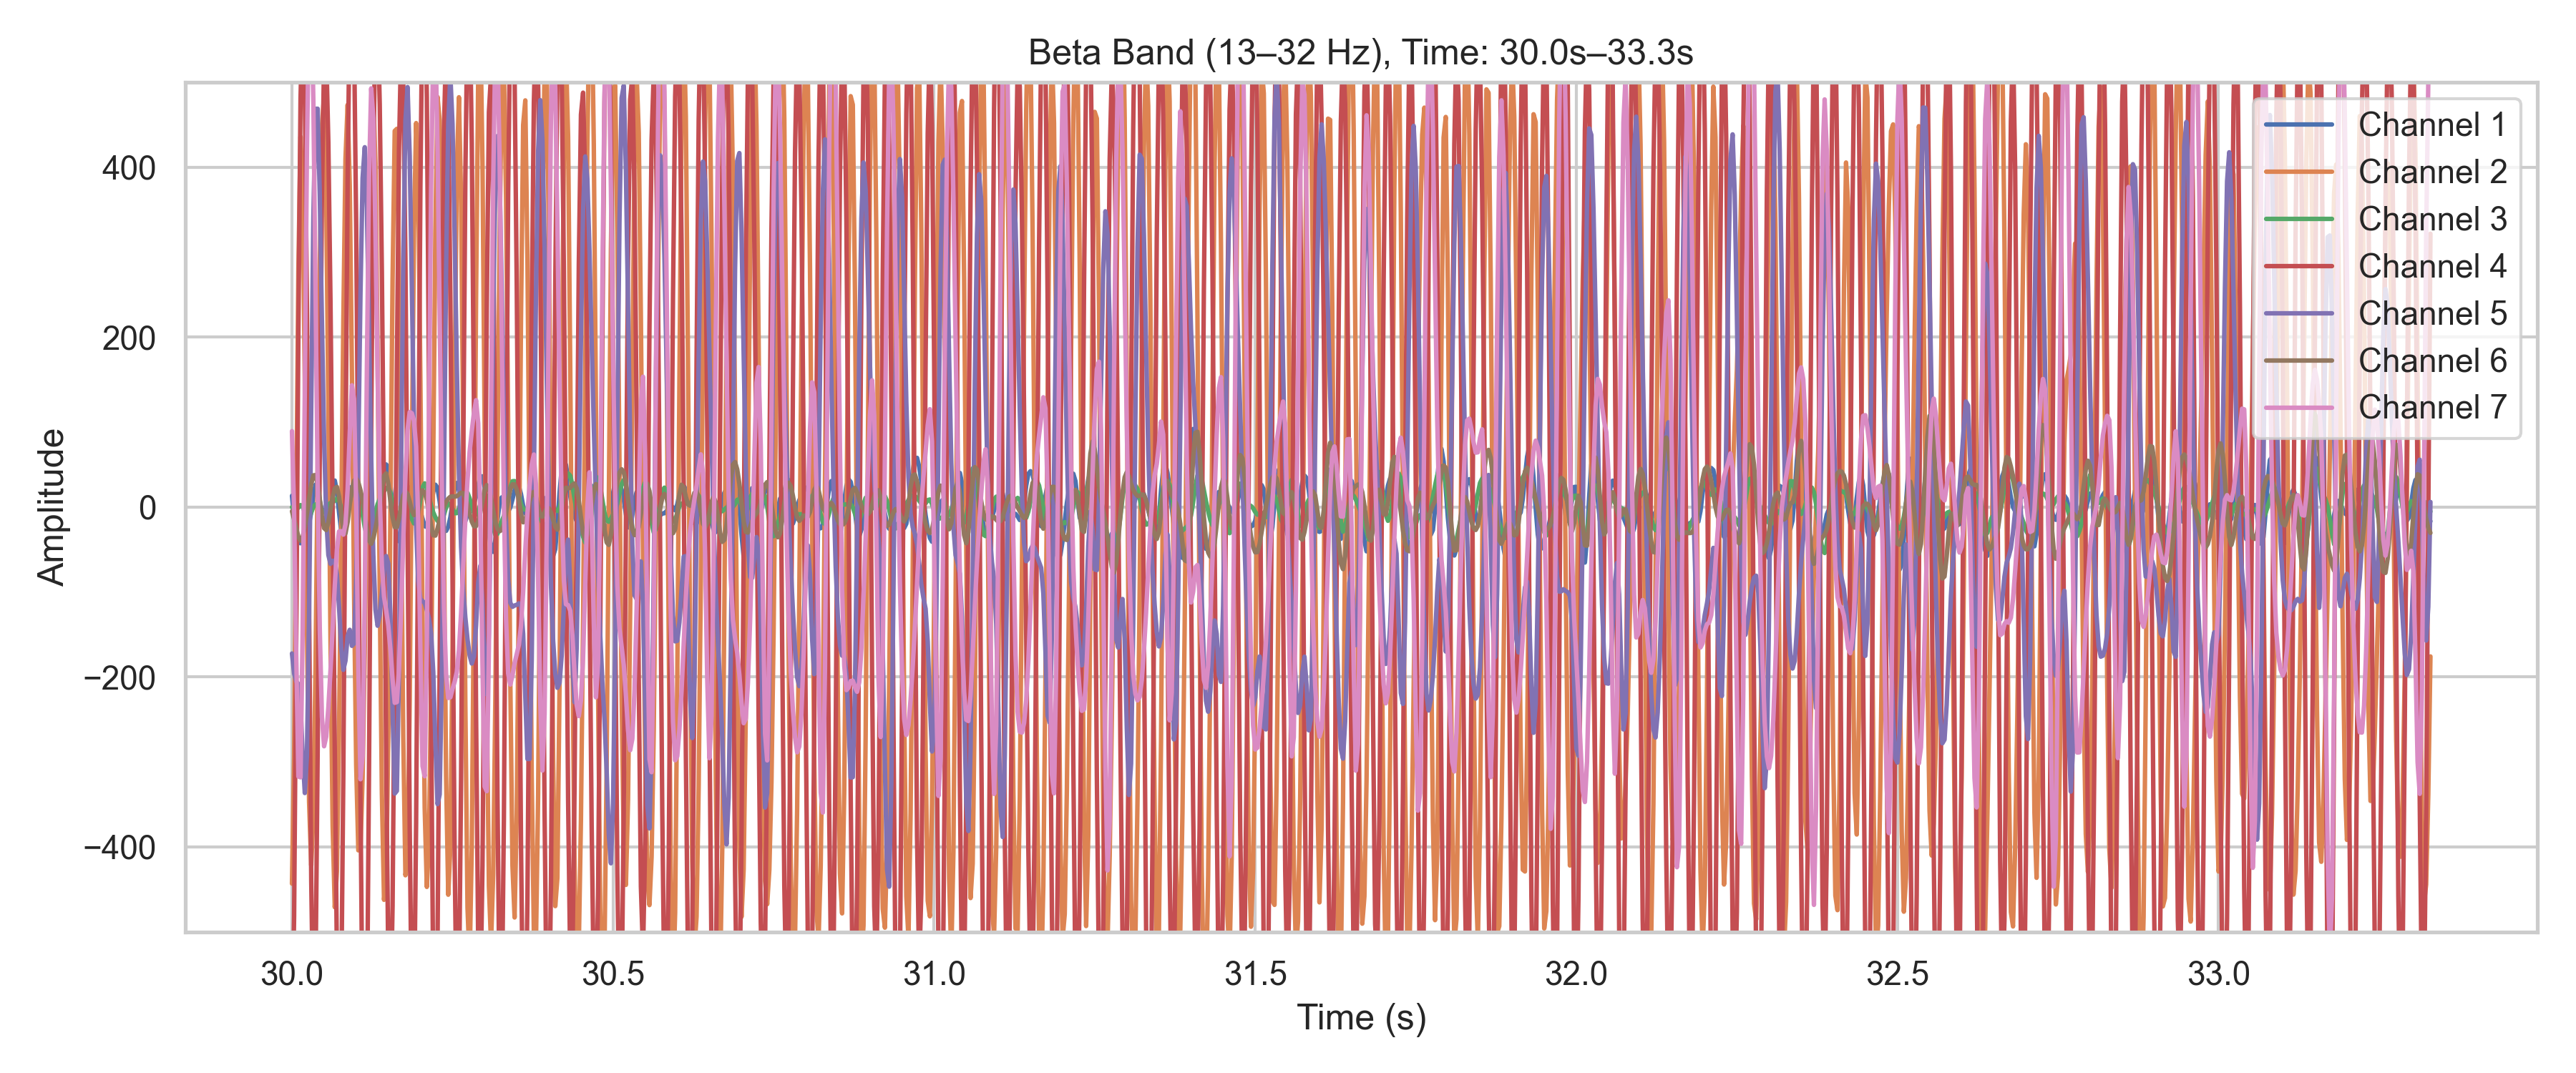 Beta Band (13–32 Hz), Time: 30.0s–33.3s
Amplitude
400
200
0
−200
−400
30.0
30.5
31.0
31.5
32.0
32.5
33.0
Time (s)
Channel 1
Channel 2
Channel 3
Channel 4
Channel 5
Channel 6
Channel 7